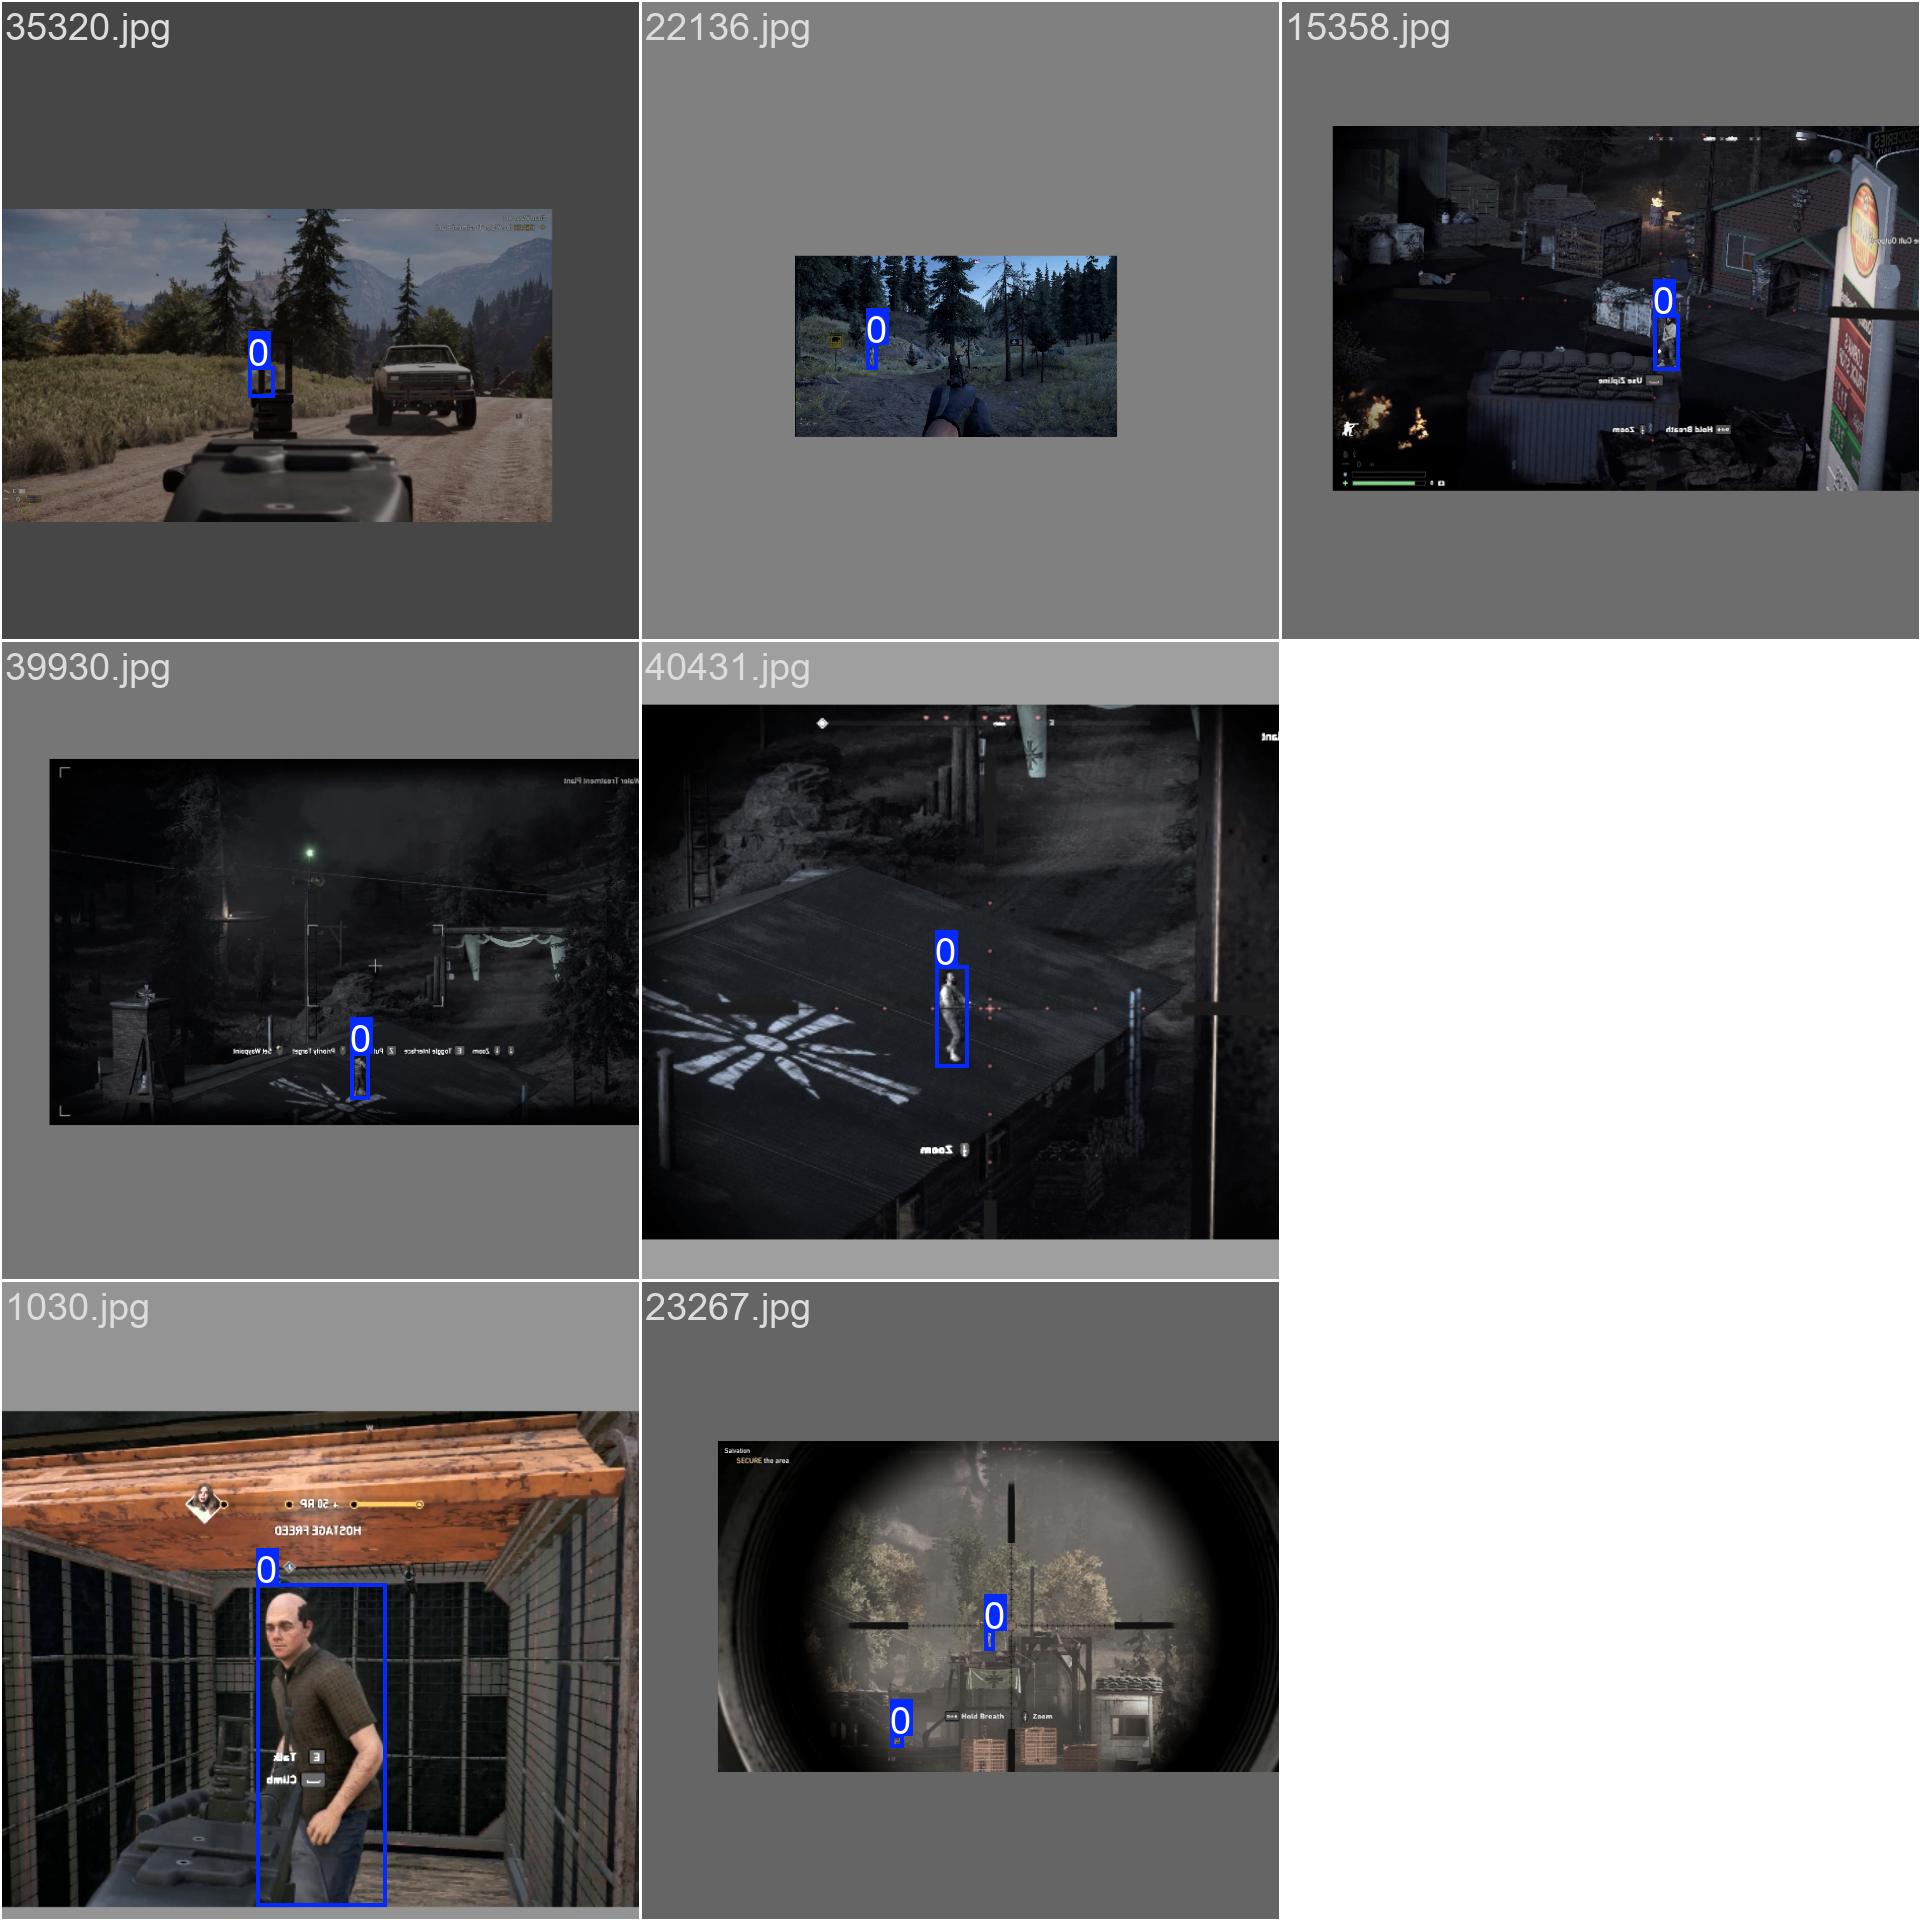 35320.jpg
22136.jpg
15358.jpg
0
0
0
Use Zipline
Zoom
Hold Breath
39930.jpg
40431.jpg
Water Treatment Plant
0
Set Waypoint
Priority Target
Z
E Toggle Interface
Zoom
E
0
Zoom
1030.jpg
23267.jpg
W
+ 50 RP
HOSTAGE FREED
0
Talk E
Climb
Salvation
SECURE the area
0
0
Hold Breath
Zoom